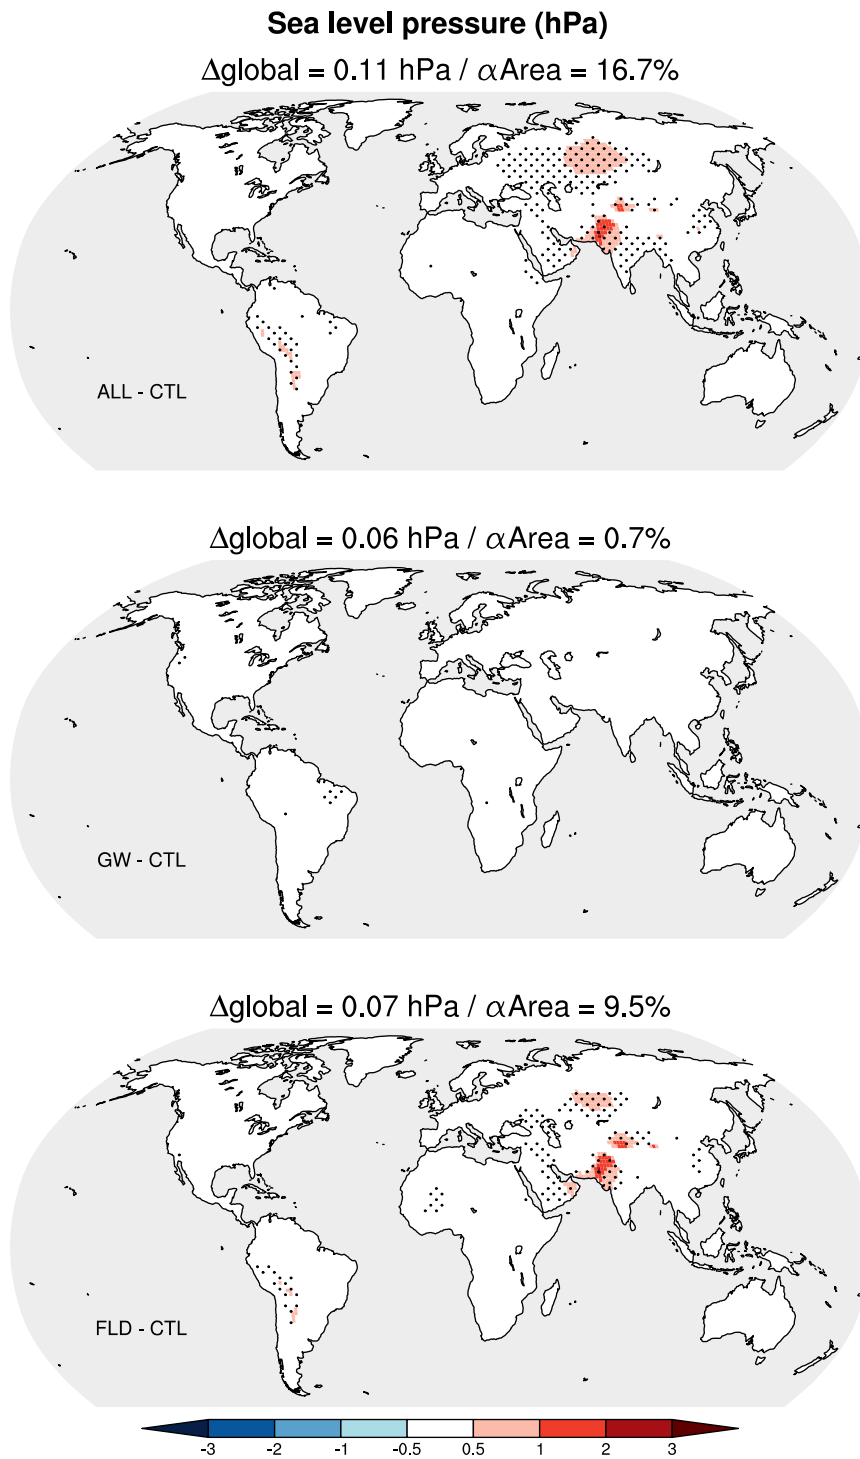 Sea level pressure (hPa)
Δglobal = 0.11 hPa / αArea = 16.7%
ALL - CTL
Δglobal = 0.06 hPa / αArea = 0.7%
GW - CTL
Δglobal = 0.07 hPa / αArea = 9.5%
FLD - CTL
-3 -2 -1 -0.5 0.5 1 2 3